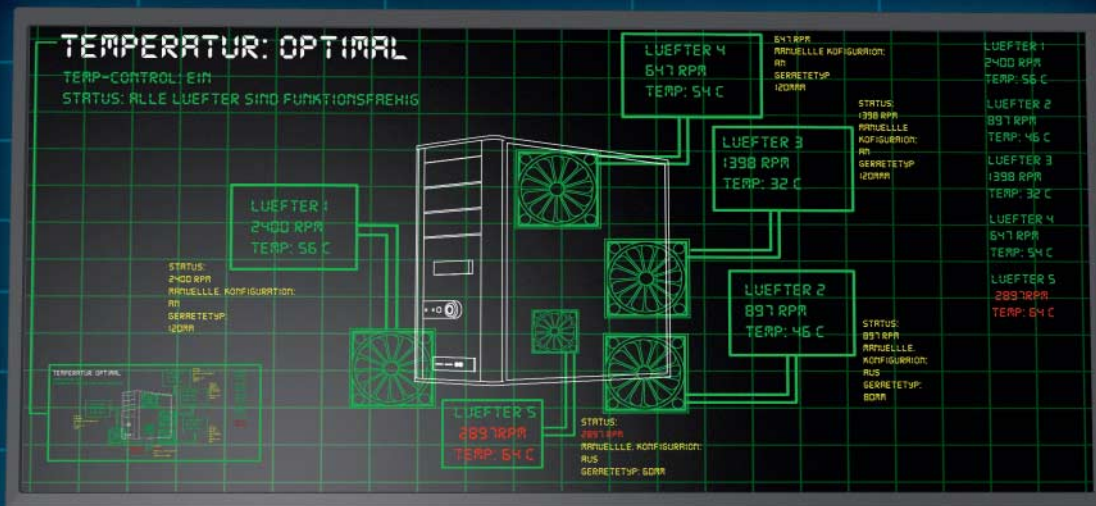 TEMPERATUR: OPTIMAL
TEMP-CONTROL: EIN
STATUS: ALLE LUEFTER SIND FUNKTIONSFAEHIG
LUEFTER 4
647 RPM
TEMP: 54 C
647 RPM
MANUELLLE KOFIGURATION:
AN
GERAETETYP
120MM
LUEFTER 3
1398 RPM
TEMP: 32 C
STATUS:
1398 RPM
MANUELLLE
KOFIGURAION:
AN
GERAETETYP
120MM
LUEFTER 1
2400 RPM
TEMP: 56 C
LUEFTER 2
897 RPM
TEMP: 46 C
LUEFTER 3
1398 RPM
TEMP: 32 C
LUEFTER 4
647 RPM
TEMP: 54 C
LUEFTER 5
2897RPM
TEMP: 64 C
LUEFTER 1
2400 RPM
TEMP: 56 C
STATUS:
2400 RPM
MANUELLLE. KONFIGURATION:
AN
GERAETETYP:
120MM
LUEFTER 2
897 RPM
TEMP: 46 C
STATUS:
897 RPM
MANUELLLE.
KONFIGURAION:
AUS
GERAETETYP:
80MM
LUEFTER 5
2897RPM
TEMP: 64 C
STATUS:
2897 RPM
MANUELLLE. KONFIGURAION:
AUS
GERAETETYP: 60MM
TEMPERATUR: OPTIMAL